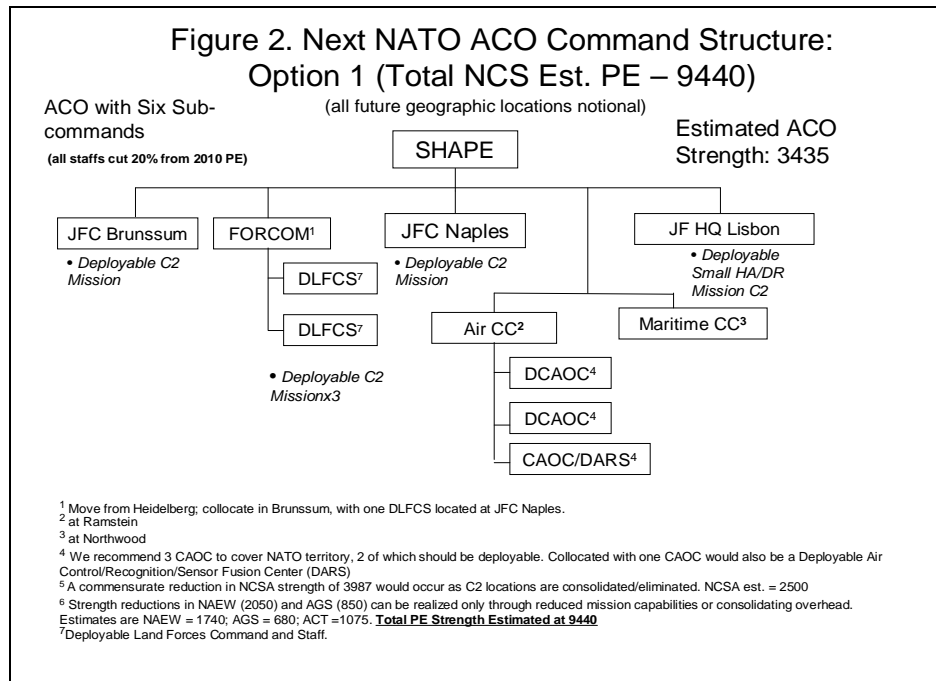 Figure 2. Next NATO ACO Command Structure:
Option 1 (Total NCS Est. PE – 9440)
(all future geographic locations notional)
ACO with Six Sub-
commands
(all staffs cut 20% from 2010 PE)
Estimated ACO
Strength: 3435
SHAPE
JFC Brunssum
• Deployable C2
Mission
FORCOM¹
DLFCS⁷
DLFCS⁷
• Deployable C2
Missionx3
JFC Naples
• Deployable C2
Mission
JF HQ Lisbon
• Deployable
Small HA/DR
Mission C2
Air CC²
Maritime CC³
DCAOC⁴
DCAOC⁴
CAOC/DARS⁴
¹ Move from Heidelberg; collocate in Brunssum, with one DLFCS located at JFC Naples.
² at Ramstein
³ at Northwood
⁴ We recommend 3 CAOC to cover NATO territory, 2 of which should be deployable. Collocated with one CAOC would also be a Deployable Air
Control/Recognition/Sensor Fusion Center (DARS)
⁵ A commensurate reduction in NCSA strength of 3987 would occur as C2 locations are consolidated/eliminated. NCSA est. = 2500
⁶ Strength reductions in NAEW (2050) and AGS (850) can be realized only through reduced mission capabilities or consolidating overhead.
Estimates are NAEW = 1740; AGS = 680; ACT =1075. Total PE Strength Estimated at 9440
⁷Deployable Land Forces Command and Staff.